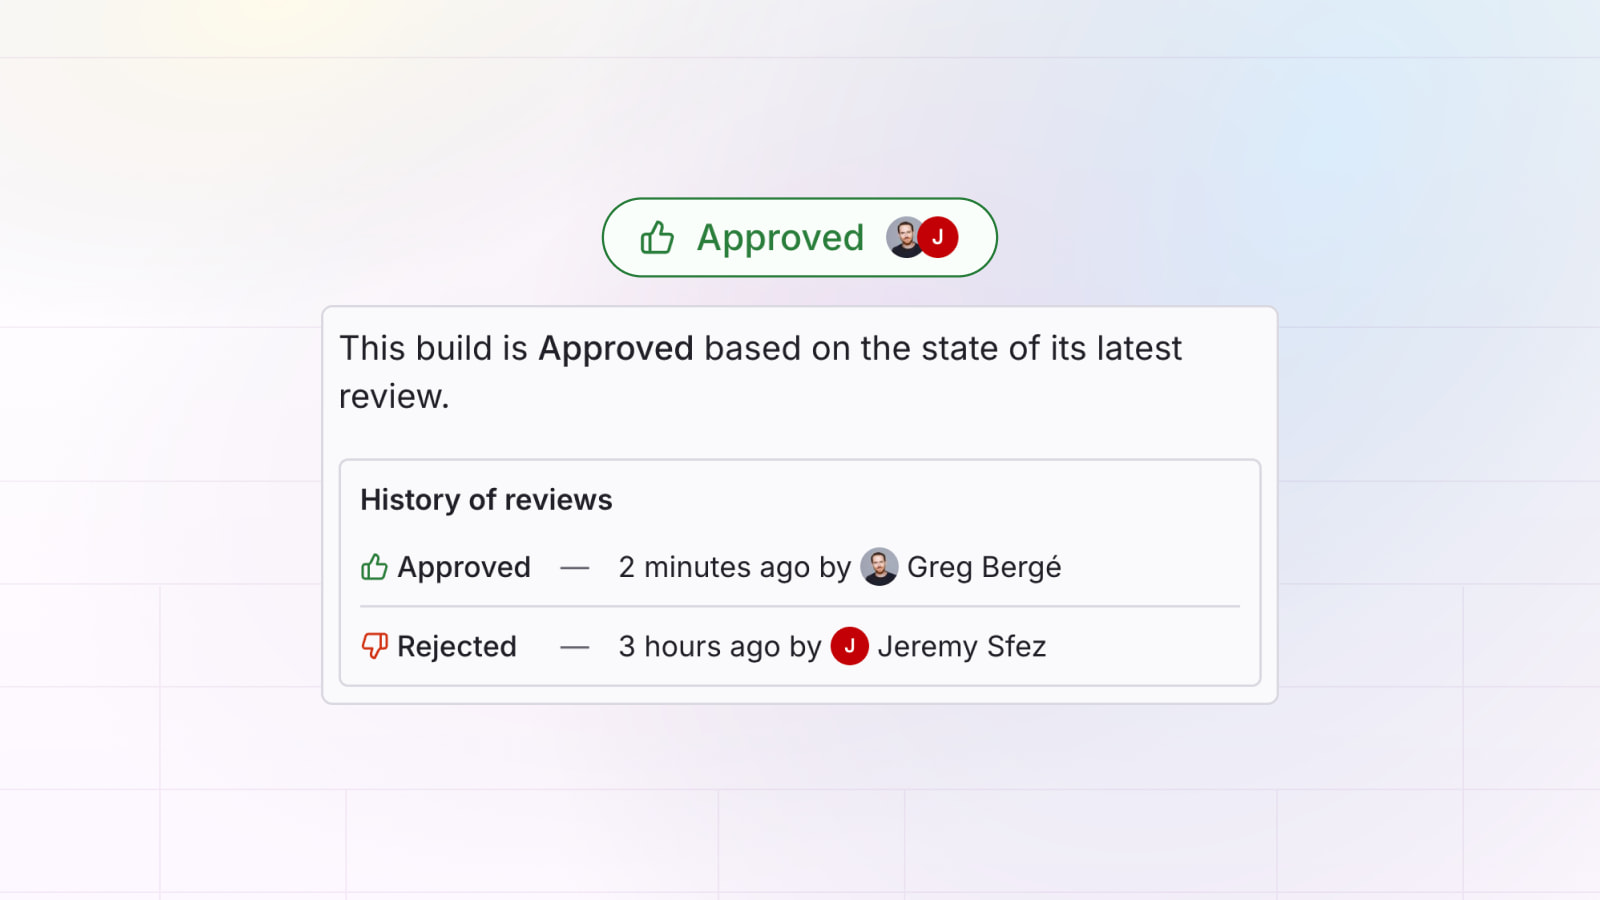 Approved J
This build is Approved based on the state of its latest
review.
History of reviews
Approved — 2 minutes ago by Greg Bergé
Rejected — 3 hours ago by J Jeremy Sfez